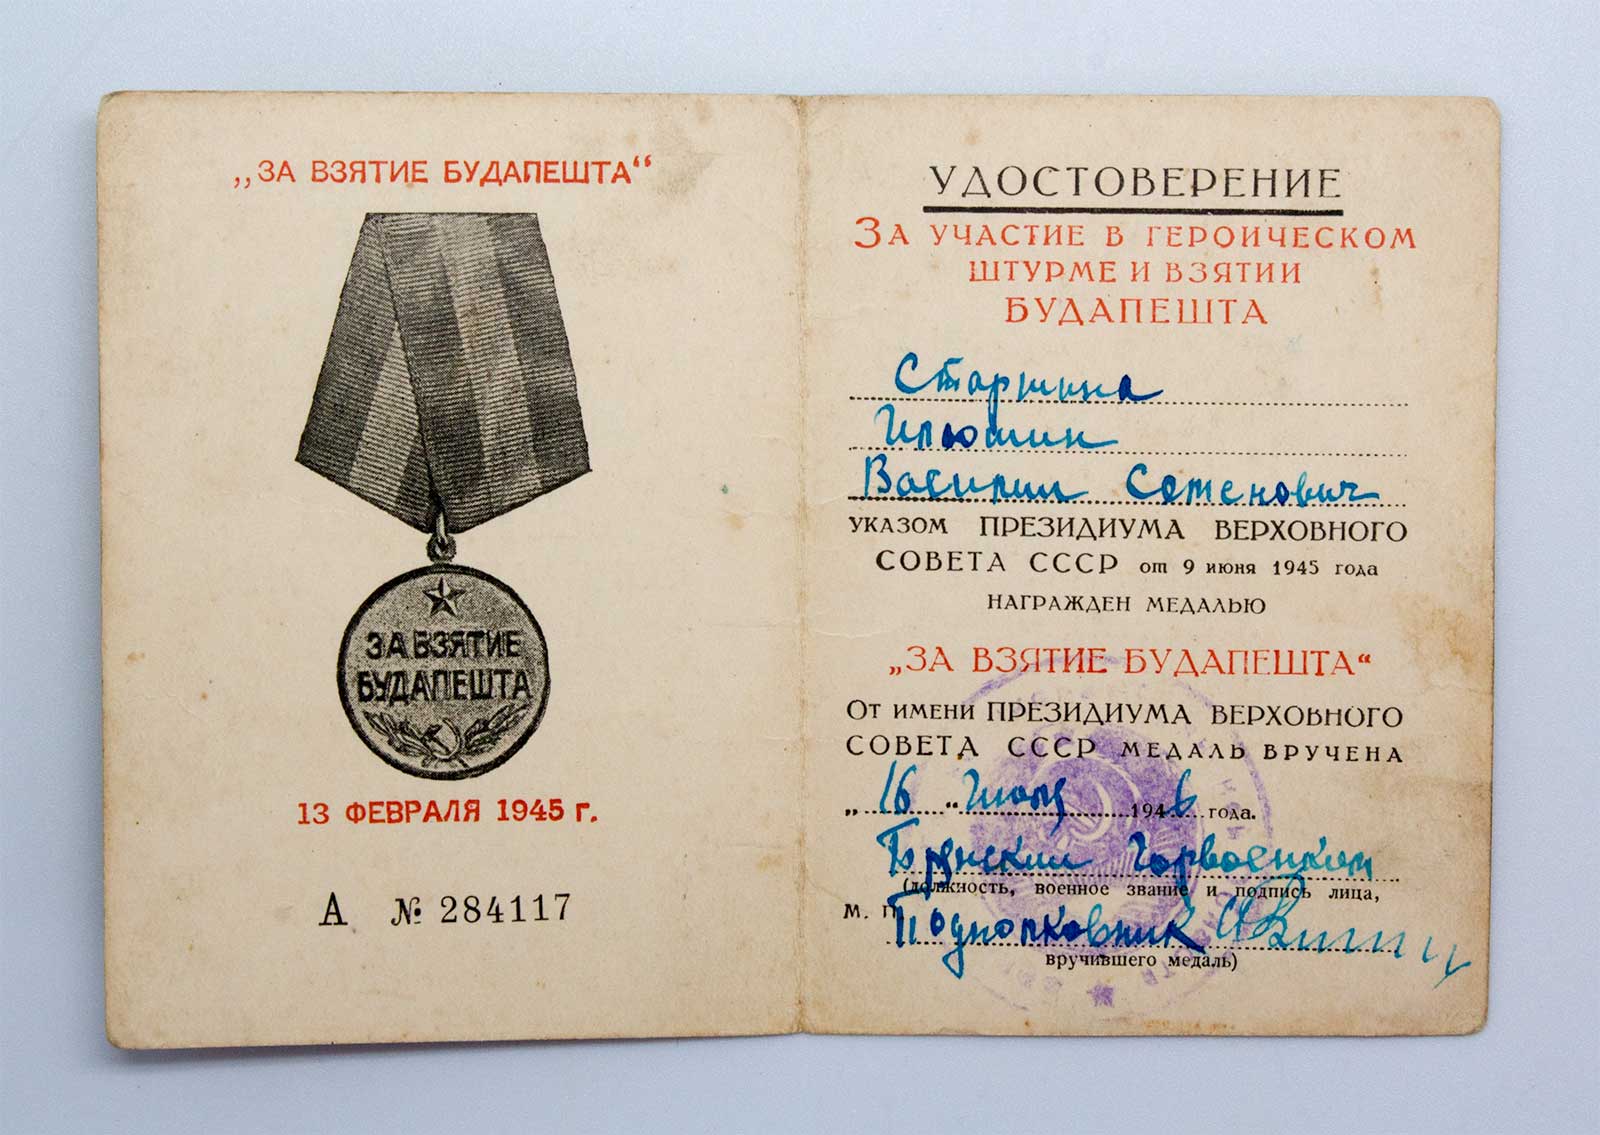 „ЗА ВЗЯТИЕ БУДАПЕШТА“
ЗА ВЗЯТИЕ
БУДАПЕШТА
13 ФЕВРАЛЯ 1945 г.
А № 284117
УДОСТОВЕРЕНИЕ
ЗА УЧАСТИЕ В ГЕРОИЧЕСКОМ
ШТУРМЕ И ВЗЯТИИ
БУДАПЕШТА
Старшина
Илюшин
Василий Семенович
УКАЗОМ ПРЕЗИДИУМА ВЕРХОВНОГО
СОВЕТА СССР от 9 июня 1945 года
НАГРАЖДЕН МЕДАЛЬЮ
„ЗА ВЗЯТИЕ БУДАПЕШТА“
ОТ ИМЕНИ ПРЕЗИДИУМА ВЕРХОВНОГО
СОВЕТА СССР МЕДАЛЬ ВРУЧЕНА
„16 “ 1946 года.
Брянский Горвоенком
(должность, военное звание и подпись лица,
М. П. Подполковник
вручившего медаль)